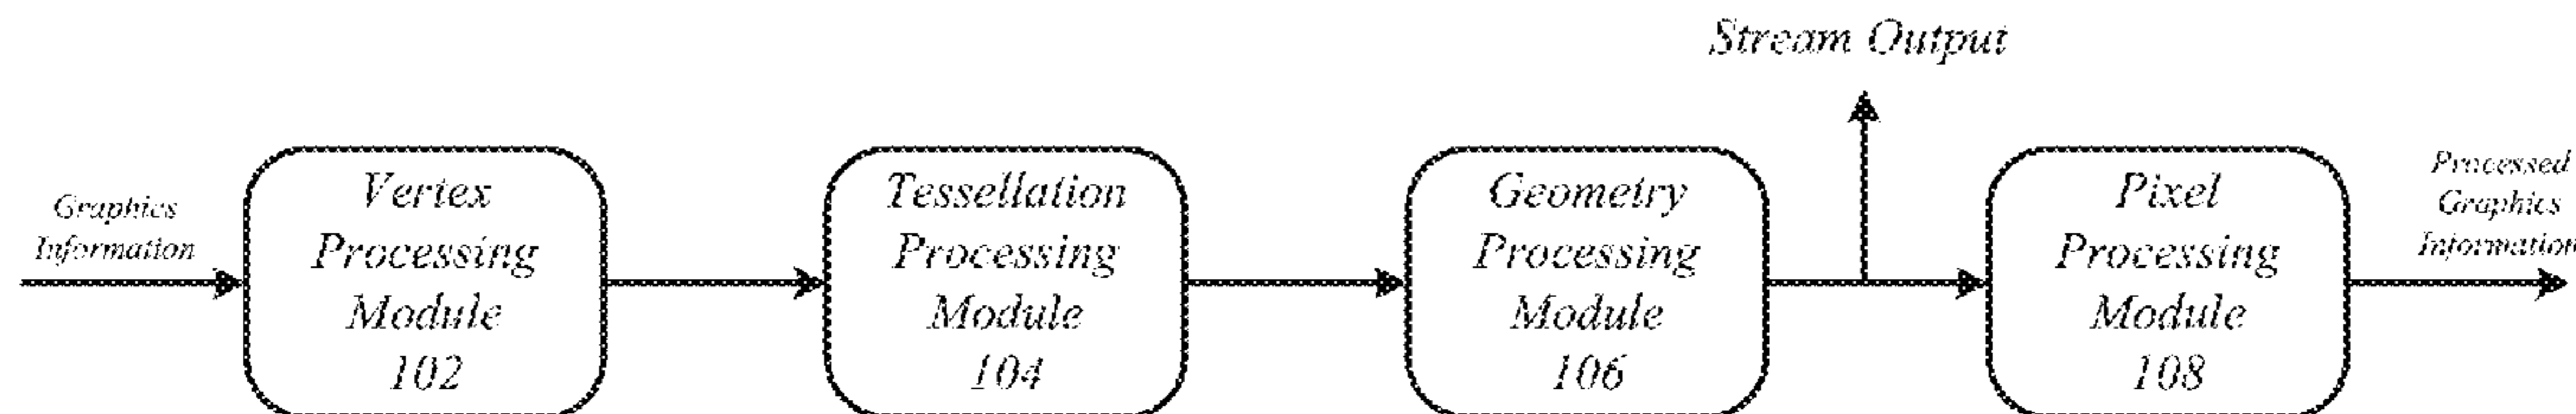 Stream Output
Graphics
Information
Vertex
Processing
Module
102
Tessellation
Processing
Module
104
Geometry
Processing
Module
106
Pixel
Processing
Module
108
Processed
Graphics
Information